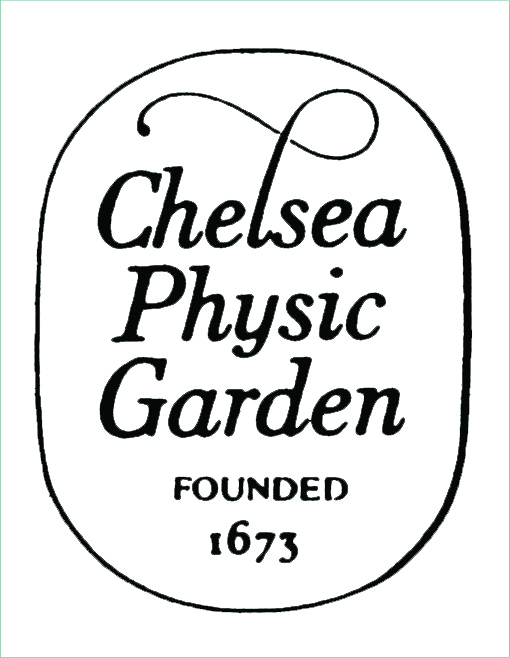 Chelsea
Physic
Garden
FOUNDED
1673